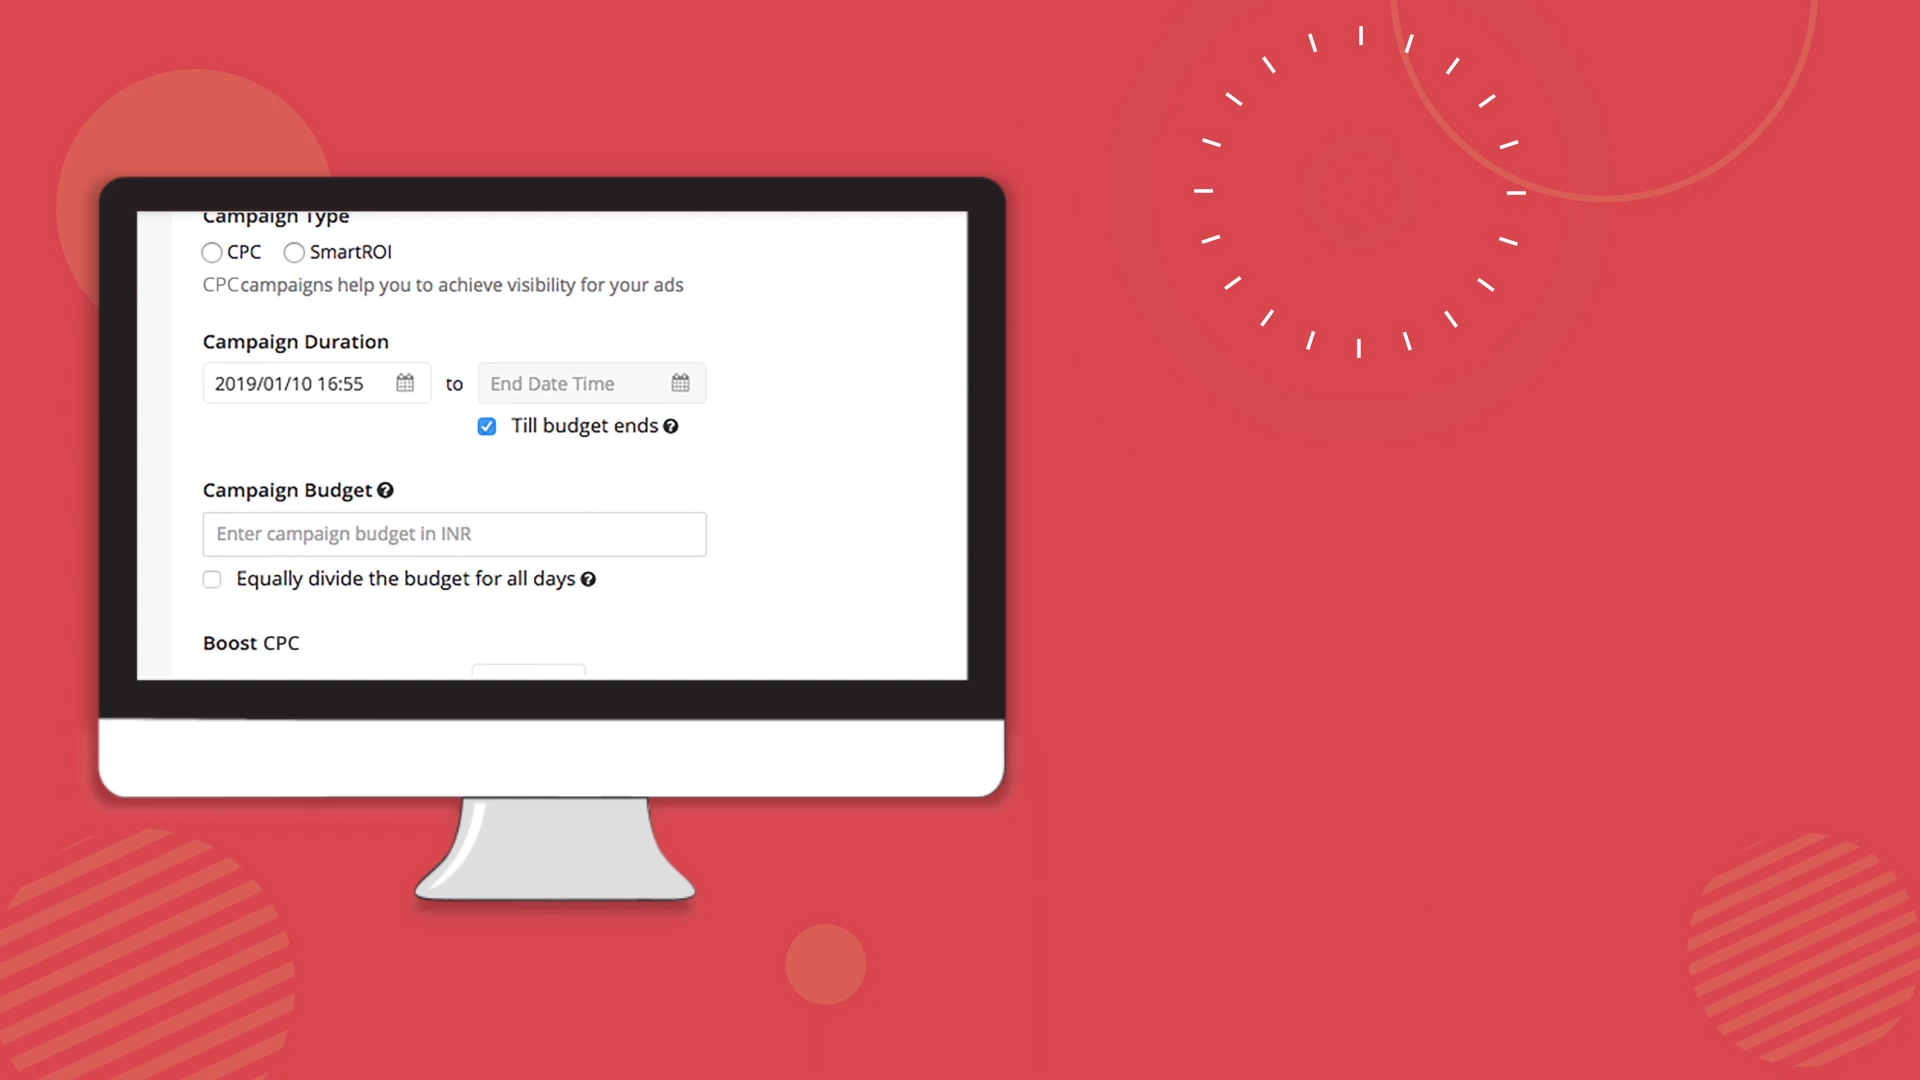 Campaign Type
CPC SmartROI
CPC campaigns help you to achieve visibility for your ads
Campaign Duration
2019/01/10 16:55 to End Date Time
Till budget ends
Campaign Budget
Enter campaign budget in INR
Equally divide the budget for all days
Boost CPC